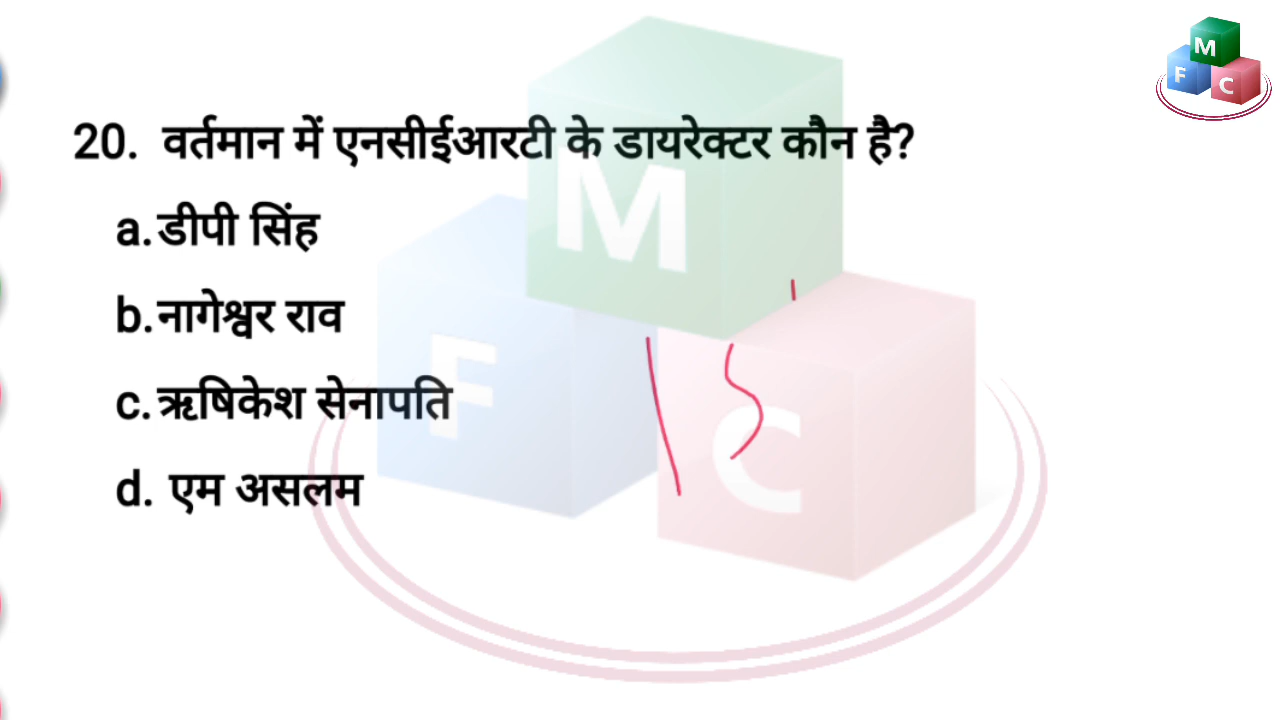 M
F C
20. वर्तमान में एनसीईआरटी के डायरेक्टर कौन है?
a. डीपी सिंह
b. नागेश्वर राव
c. ऋषिकेश सेनापति
d. एम असलम
M
F
C